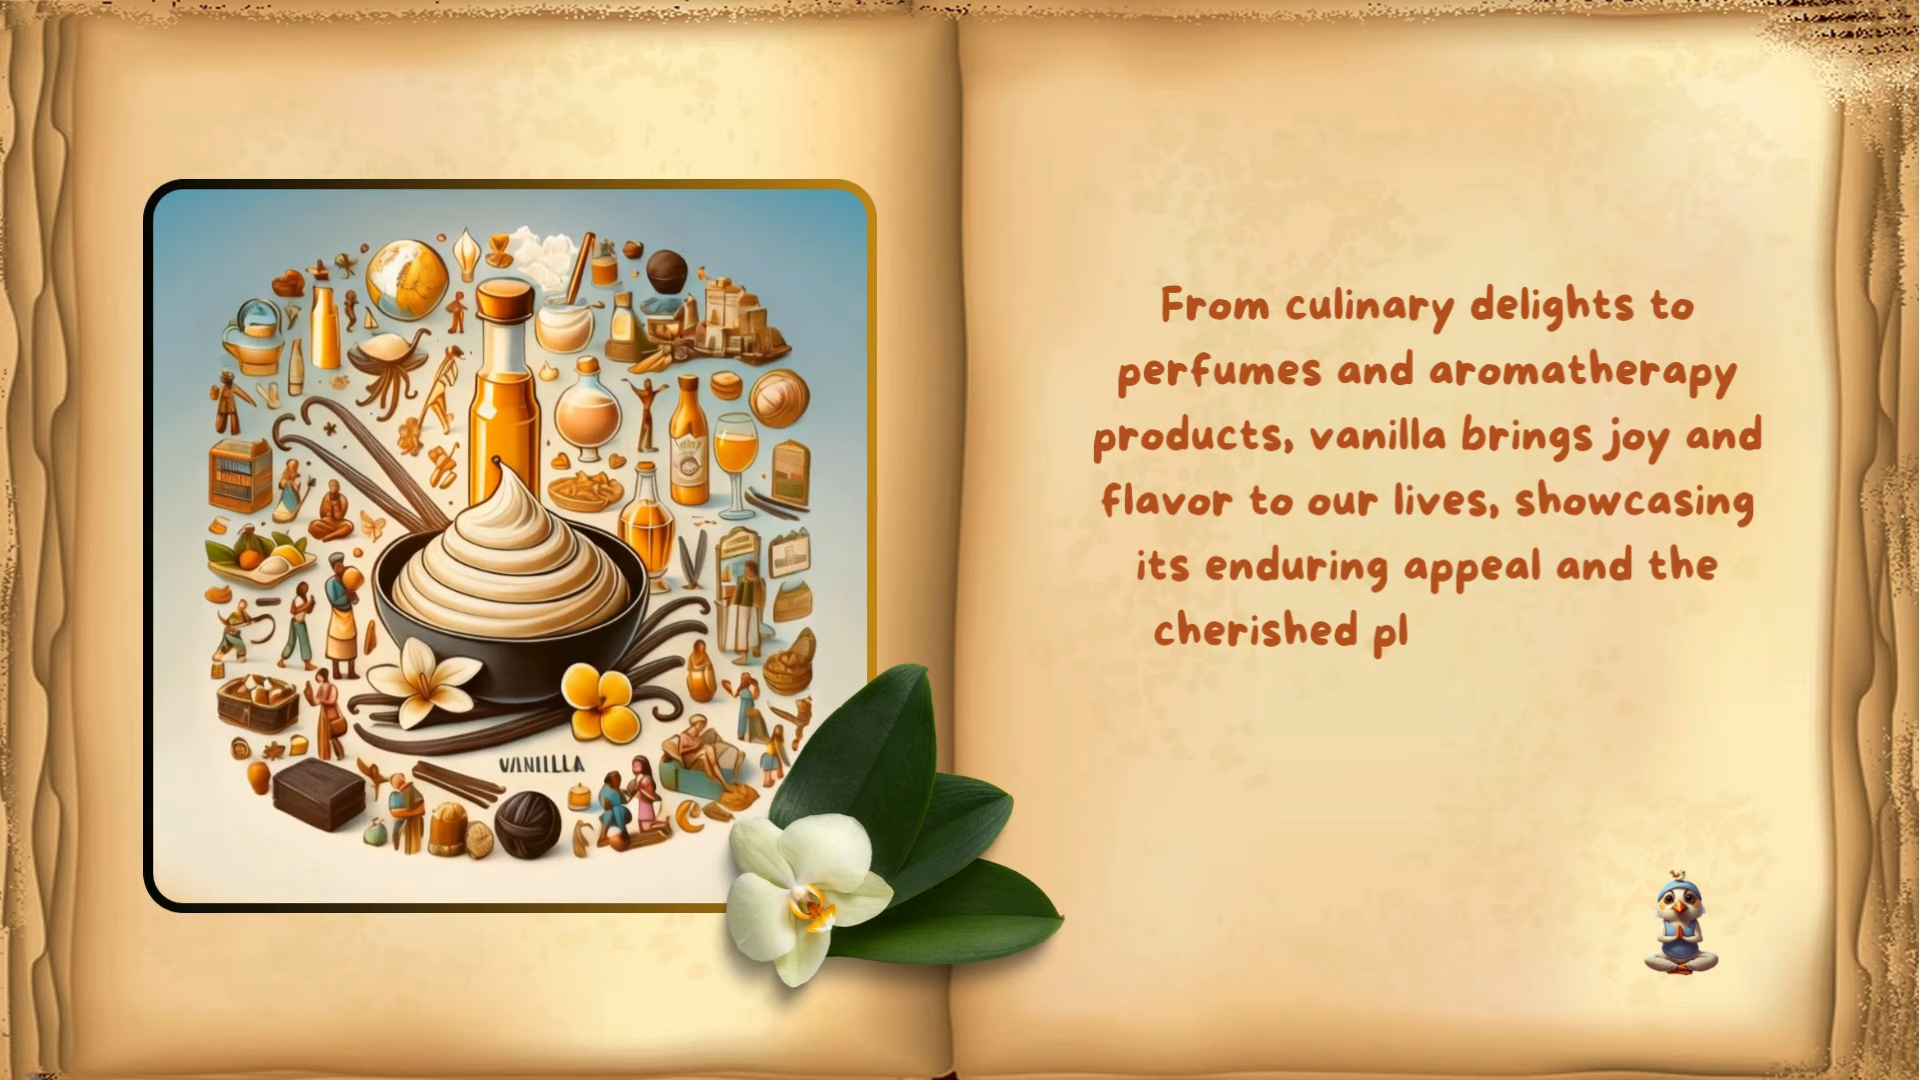 VANILLLA
From culinary delights to
perfumes and aromatherapy
products, vanilla brings joy and
flavor to our lives, showcasing
its enduring appeal and the
cherished pl